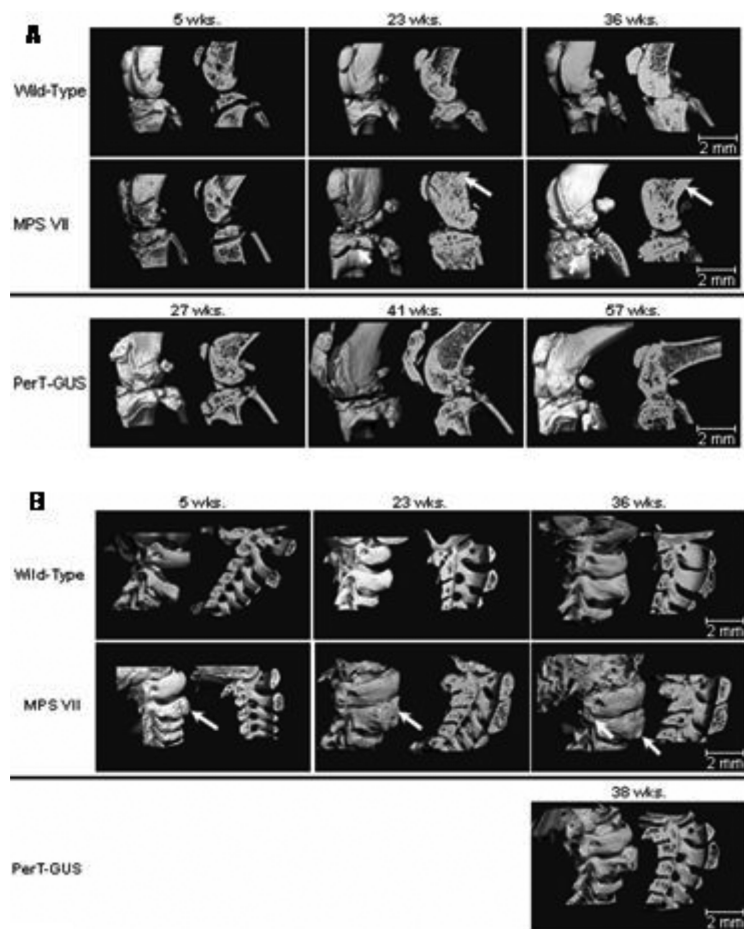 A
5 wks. 23 wks. 36 wks.
Wild-Type
2 mm
MPS VII
2 mm
27 wks. 41 wks. 57 wks.
PerT-GUS
2 mm
B
5 wks. 23 wks. 36 wks.
Wild-Type
2 mm
MPS VII
2 mm
38 wks.
PerT-GUS
2 mm